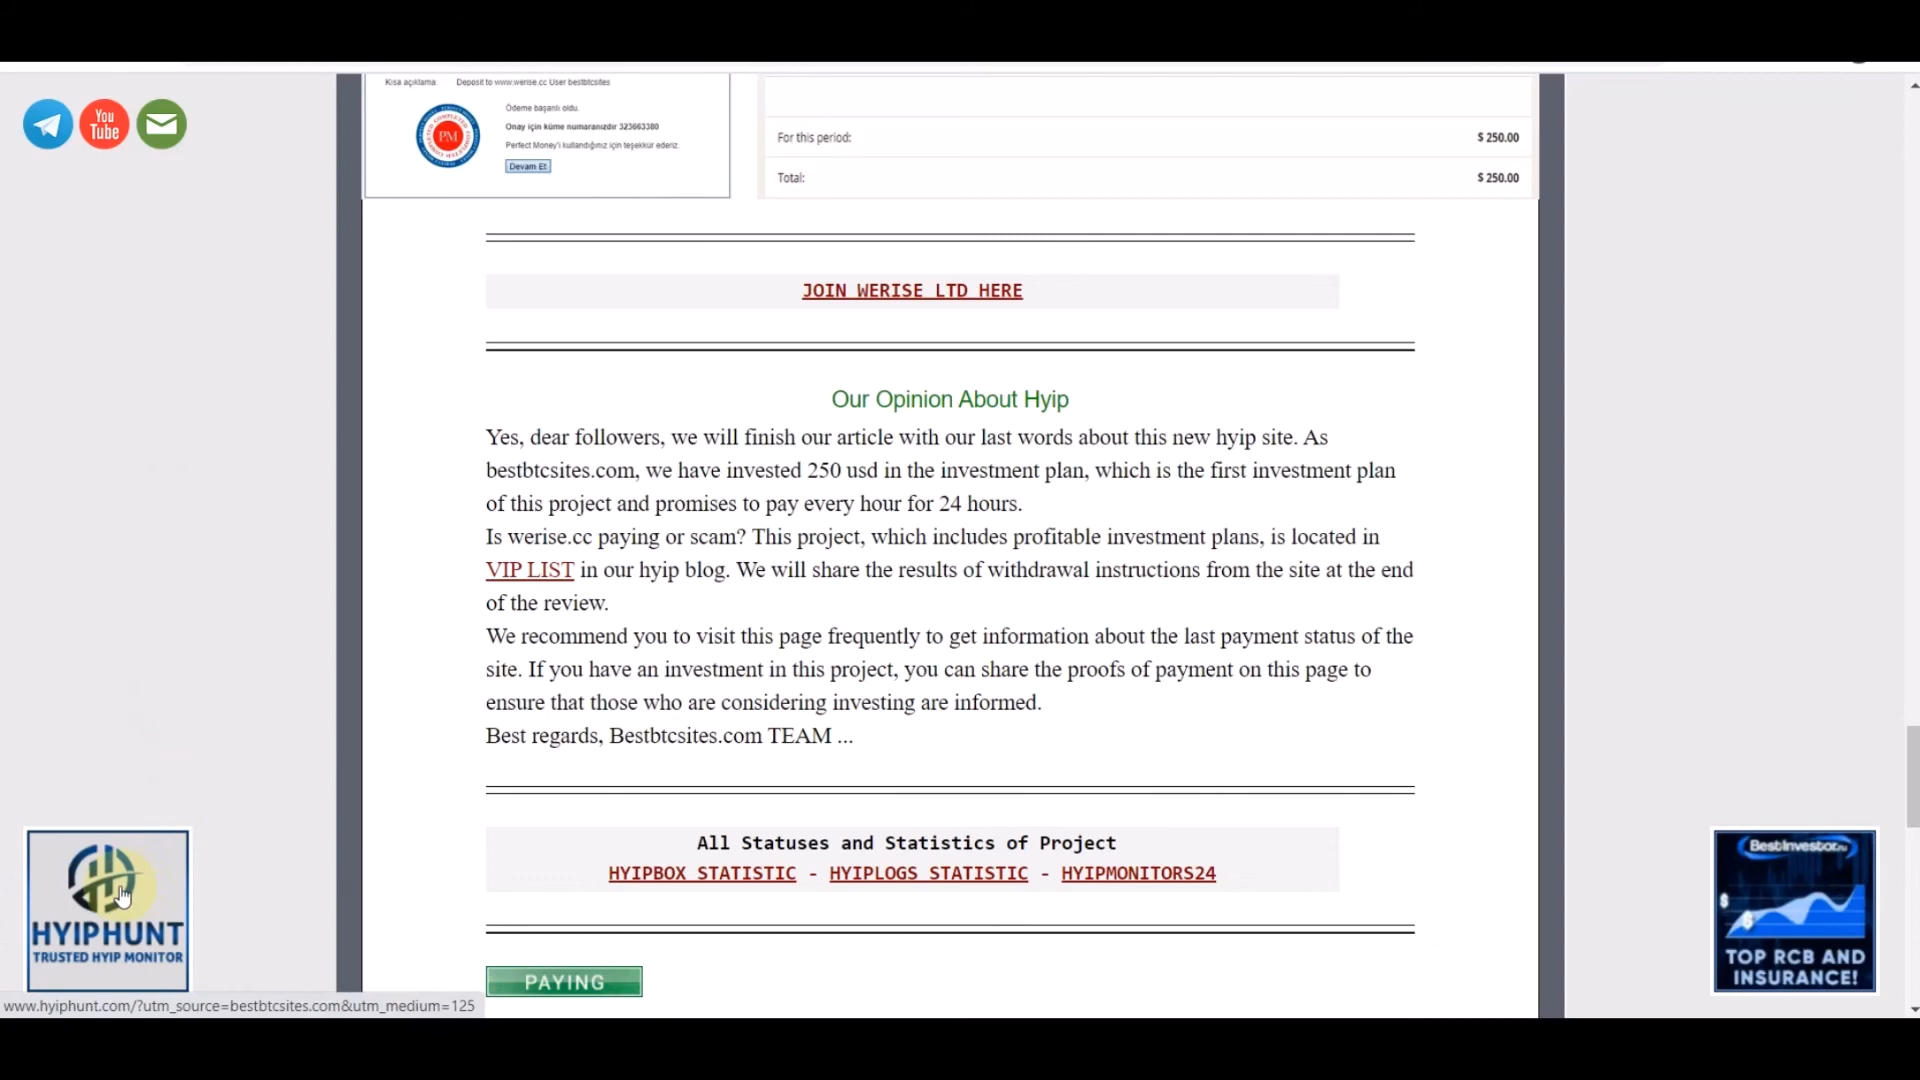 Kısa açıklama: Deposit to www.werise.cc User bestbtcsites
You
Tube
Ödeme başarılı oldu.
Onay için küme numaranızdır 323663380
PM
Perfect Money'i kullandığınız için teşekkür ederiz.
Devam Et
For this period: $ 250.00
Total: $ 250.00
JOIN WERISE LTD HERE
Our Opinion About Hyip
Yes, dear followers, we will finish our article with our last words about this new hyip site. As
bestbtcsites.com, we have invested 250 usd in the investment plan, which is the first investment plan
of this project and promises to pay every hour for 24 hours.
Is werise.cc paying or scam? This project, which includes profitable investment plans, is located in
VIP LIST in our hyip blog. We will share the results of withdrawal instructions from the site at the end
of the review.
We recommend you to visit this page frequently to get information about the last payment status of the
site. If you have an investment in this project, you can share the proofs of payment on this page to
ensure that those who are considering investing are informed.
Best regards, Bestbtcsites.com TEAM ...
All Statuses and Statistics of Project
HYIPBOX STATISTIC - HYIPLOGS STATISTIC - HYIPMONITORS24
PAYING
HYIPHUNT
TRUSTED HYIP MONITOR
BestInvestor.ru
TOP RCB AND
INSURANCE!
www.hyiphunt.com/?utm_source=bestbtcsites.com&utm_medium=125